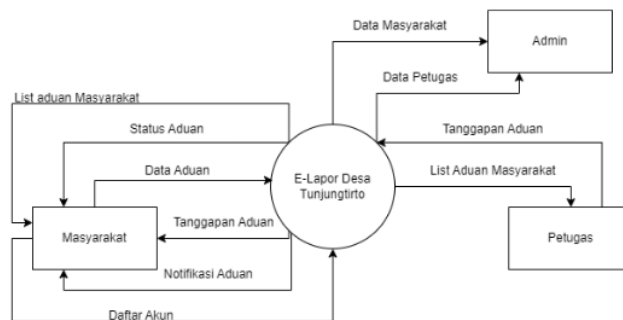 Data Masyarakat
Admin
Data Petugas
List aduan Masyarakat
Status Aduan
Tanggapan Aduan
Data Aduan
E-Lapor Desa
Tunjungtirto
List Aduan Masyarakat
Tanggapan Aduan
Masyarakat
Petugas
Notifikasi Aduan
Daftar Akun